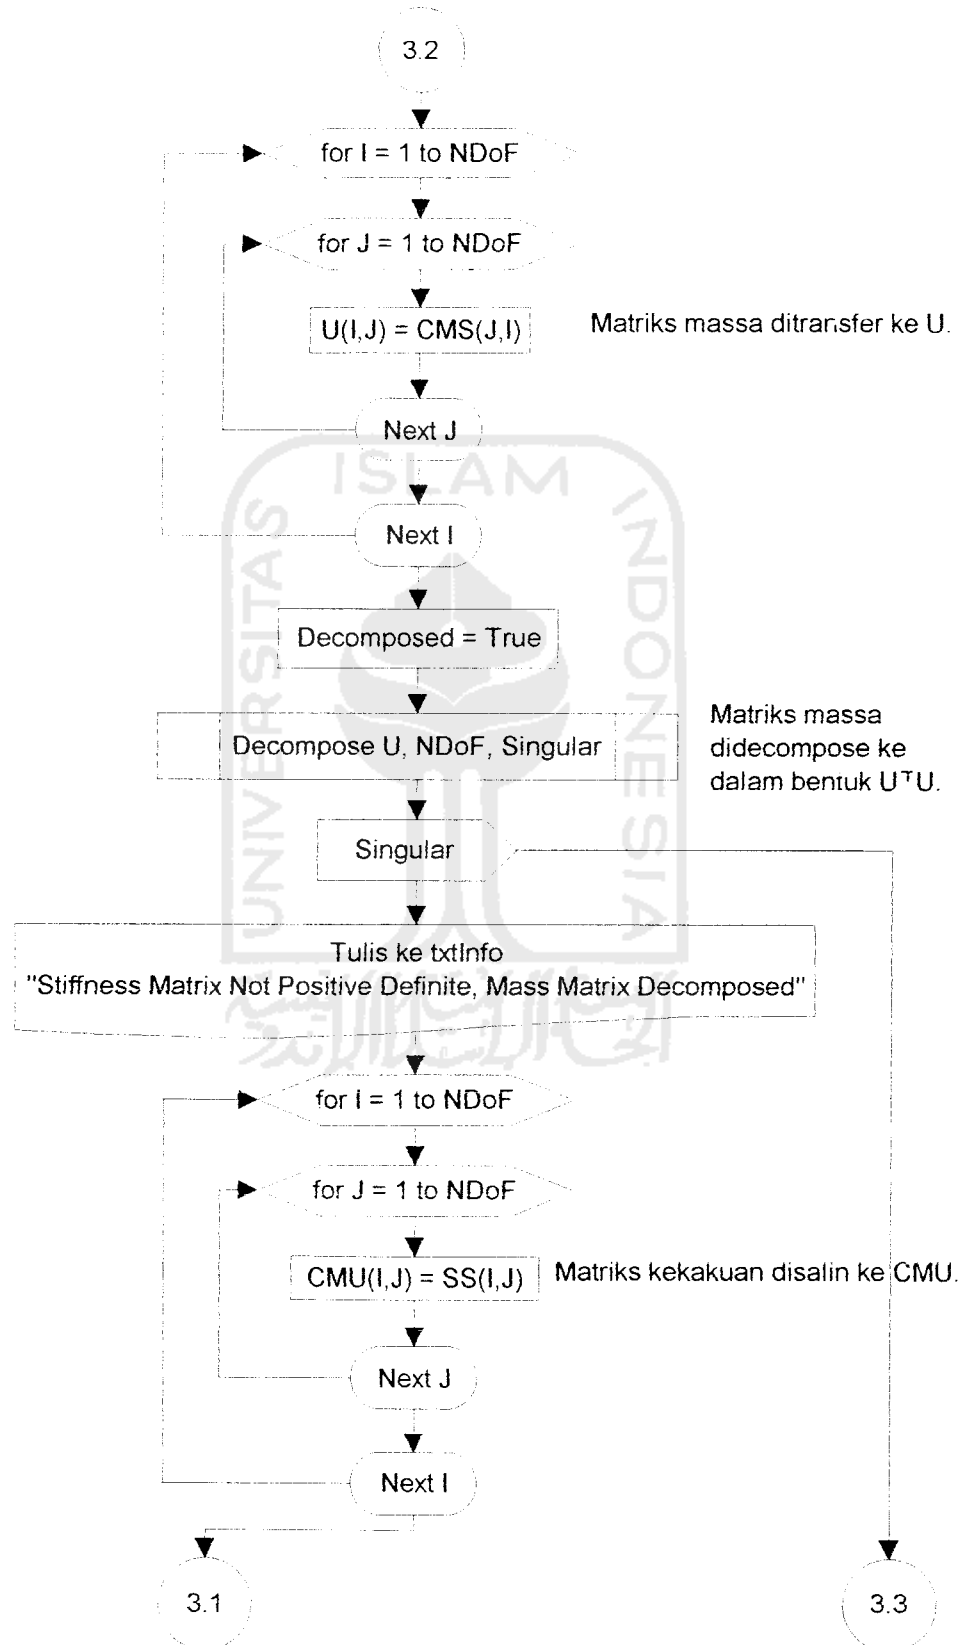 3.2
for I = 1 to NDoF
for J = 1 to NDoF
U(I,J) = CMS(J,I)
Matriks massa ditransfer ke U.
Next J
Next I
Decomposed = True
Decompose U, NDoF, Singular
Matriks massa
didecompose ke
dalam bentuk UᵀU.
Singular
Tulis ke txtInfo
"Stiffness Matrix Not Positive Definite, Mass Matrix Decomposed"
for I = 1 to NDoF
for J = 1 to NDoF
CMU(I,J) = SS(I,J)
Matriks kekakuan disalin ke CMU.
Next J
Next I
3.1
3.3
UNIVERSITAS
ISLAM
INDONESIA